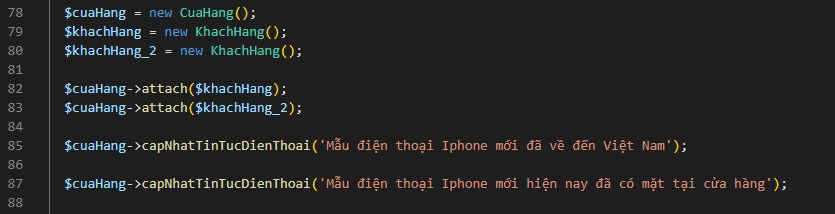 78 $cuaHang = new CuaHang();
79 $khachHang = new KhachHang();
80 $khachHang_2 = new KhachHang();
81
82 $cuaHang->attach($khachHang);
83 $cuaHang->attach($khachHang_2);
84
85 $cuaHang->capNhatTinTucDienThoai('Mẫu điện thoại Iphone mới đã về đến Việt Nam');
86
87 $cuaHang->capNhatTinTucDienThoai('Mẫu điện thoại Iphone mới hiện nay đã có mặt tại cửa hàng');
88